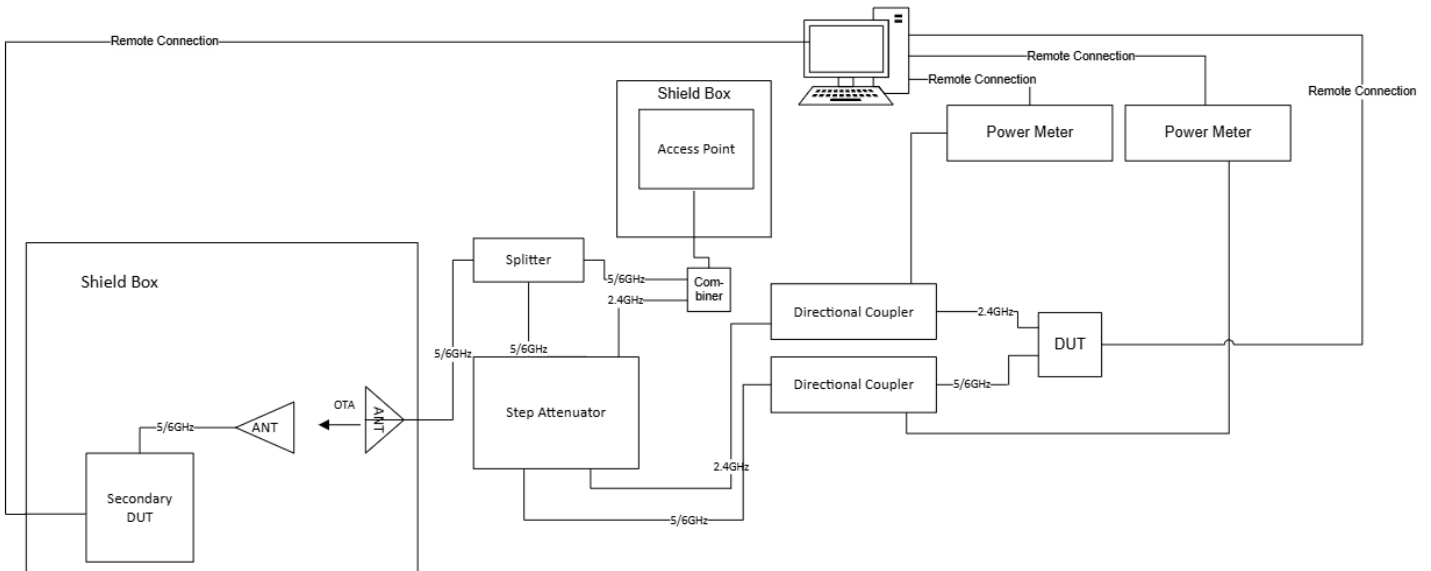 Remote Connection
Remote Connection
Remote Connection
Remote Connection
Shield Box
Access Point
Power Meter
Power Meter
Splitter
5/6GHz
2.4GHz
Com-
biner
Shield Box
Directional Coupler
2.4GHz
DUT
5/6GHz
5/6GHz
Directional Coupler
5/6GHz
Step Attenuator
OTA
ANT
ANT
5/6GHz
2.4GHz
Secondary
DUT
5/6GHz